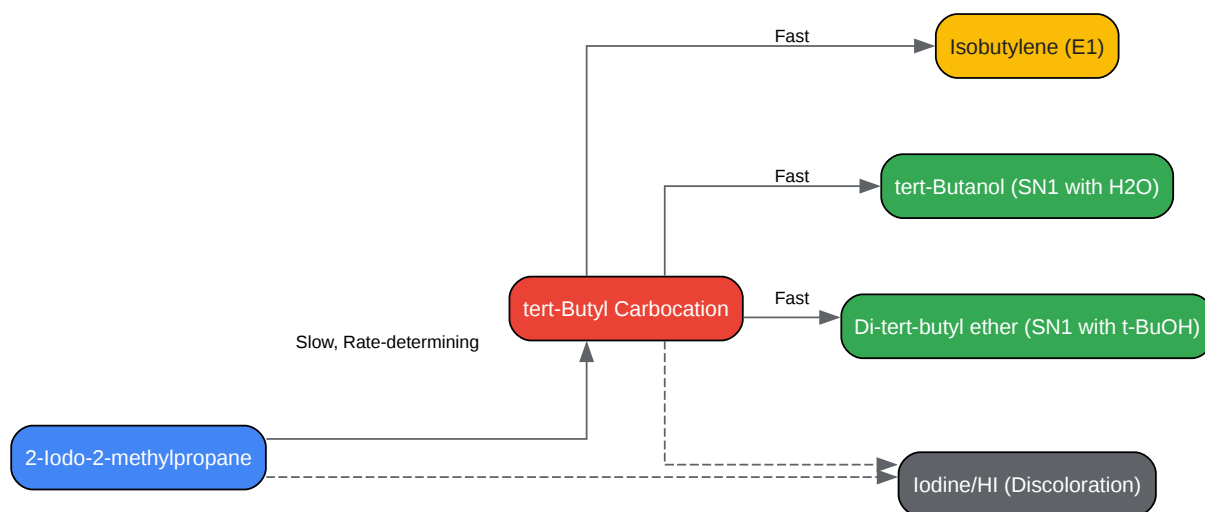 Fast
Isobutylene (E1)
Fast
tert-Butanol (SN1 with H2O)
tert-Butyl Carbocation
Fast
Di-tert-butyl ether (SN1 with t-BuOH)
Slow, Rate-determining
2-Iodo-2-methylpropane
Iodine/HI (Discoloration)